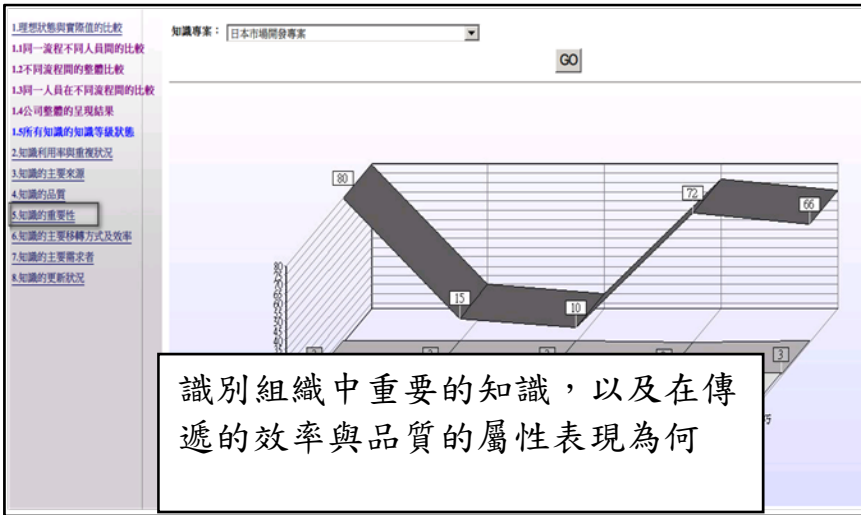 1.理想狀態與實際值的比較
1.1同一流程不同人員間的比較
1.2不同流程間的整體比較
1.3同一人員在不同流程間的比較
1.4公司整體的呈現結果
1.5所有知識的知識等級狀態
2.知識利用率與重複狀況
3.知識的主要來源
4.知識的品質
5.知識的重要性
6.知識的主要移轉方式及效率
7.知識的主要需求者
8.知識的更新狀況
知識專案：
日本市場開發專案
GO
80
72
66
15
10
80
75
70
65
60
55
50
45
40
3
識別組織中重要的知識，以及在傳
遞的效率與品質的屬性表現為何